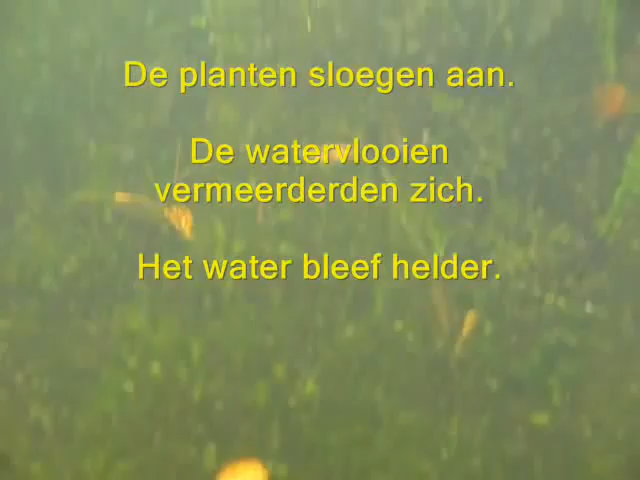 De planten sloegen aan.
De watervlooien
vermeerderden zich.
Het water bleef helder.